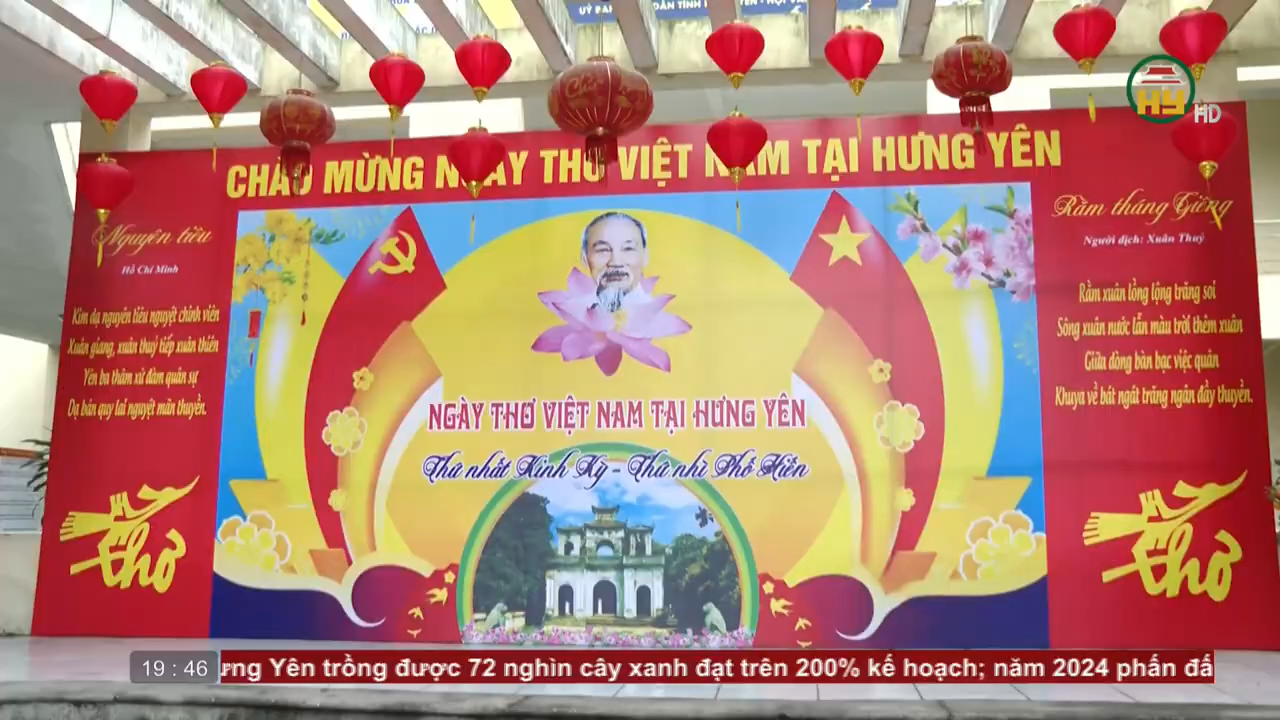 CHÀO MỪNG NGÀY THƠ VIỆT NAM TẠI HƯNG YÊN
HY HD
Nguyên tiêu
Hồ Chí Minh
Kim dạ nguyên tiêu nguyệt chính viên
Xuân giang, xuân thuỷ tiếp xuân thiên
Yên ba thâm xứ đàm quân sự
Dạ bán quy lai nguyệt mãn thuyền.
Thơ
NGÀY THƠ VIỆT NAM TẠI HƯNG YÊN
Thứ nhất Kinh Kỳ - Thứ nhì Phố Hiến
Rằm tháng Giêng
Người dịch: Xuân Thuỷ
Rằm xuân lồng lộng trăng soi
Sông xuân nước lẫn màu trời thêm xuân
Giữa dòng bàn bạc việc quân
Khuya về bát ngát trăng ngân đầy thuyền.
Thơ
19 : 46
ưng Yên trồng được 72 nghìn cây xanh đạt trên 200% kế hoạch; năm 2024 phấn đấ